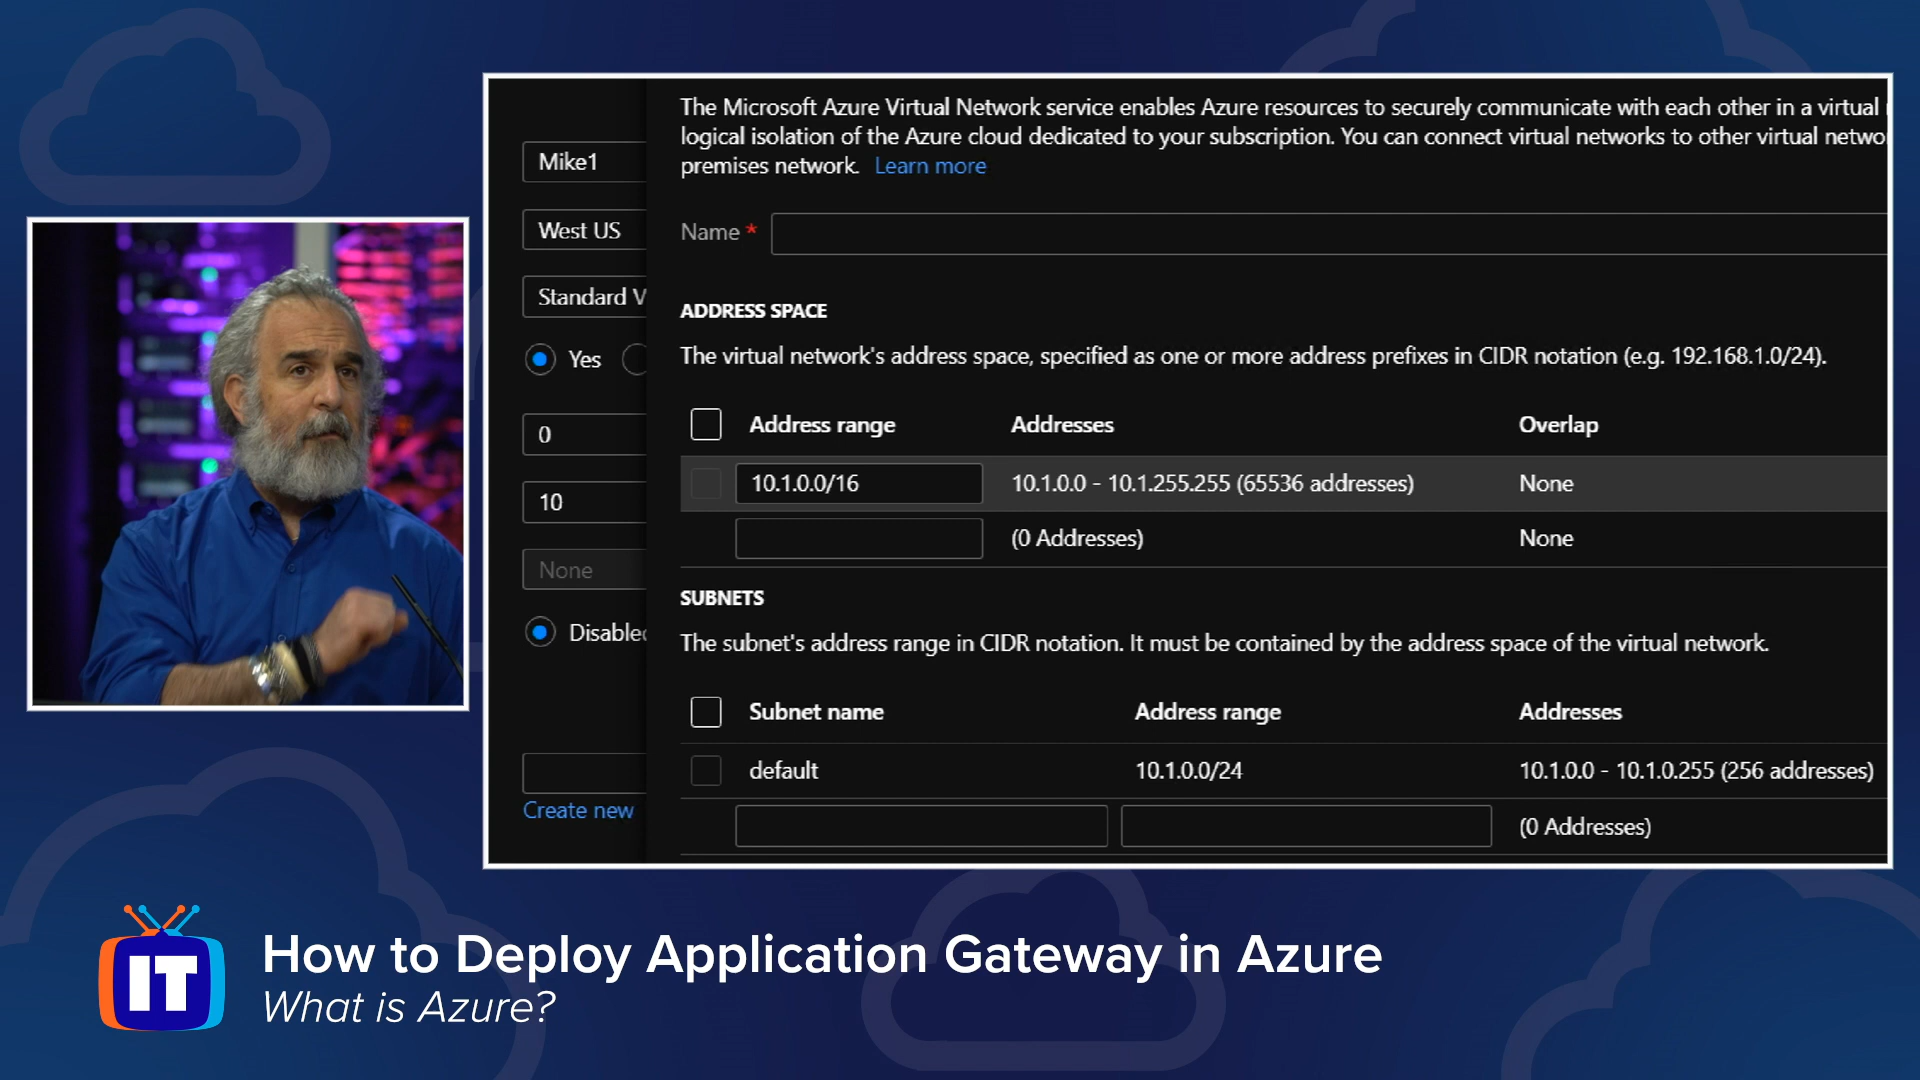 The Microsoft Azure Virtual Network service enables Azure resources to securely communicate with each other in a virtual
logical isolation of the Azure cloud dedicated to your subscription. You can connect virtual networks to other virtual netwo
premises network. Learn more
Mike1
West US
Standard V
Yes
0
10
None
Disabled
Create new
Name *
ADDRESS SPACE
The virtual network's address space, specified as one or more address prefixes in CIDR notation (e.g. 192.168.1.0/24).
Address range Addresses Overlap
10.1.0.0/16 10.1.0.0 - 10.1.255.255 (65536 addresses) None
(0 Addresses) None
SUBNETS
The subnet's address range in CIDR notation. It must be contained by the address space of the virtual network.
Subnet name Address range Addresses
default 10.1.0.0/24 10.1.0.0 - 10.1.0.255 (256 addresses)
(0 Addresses)
IT
How to Deploy Application Gateway in Azure
What is Azure?